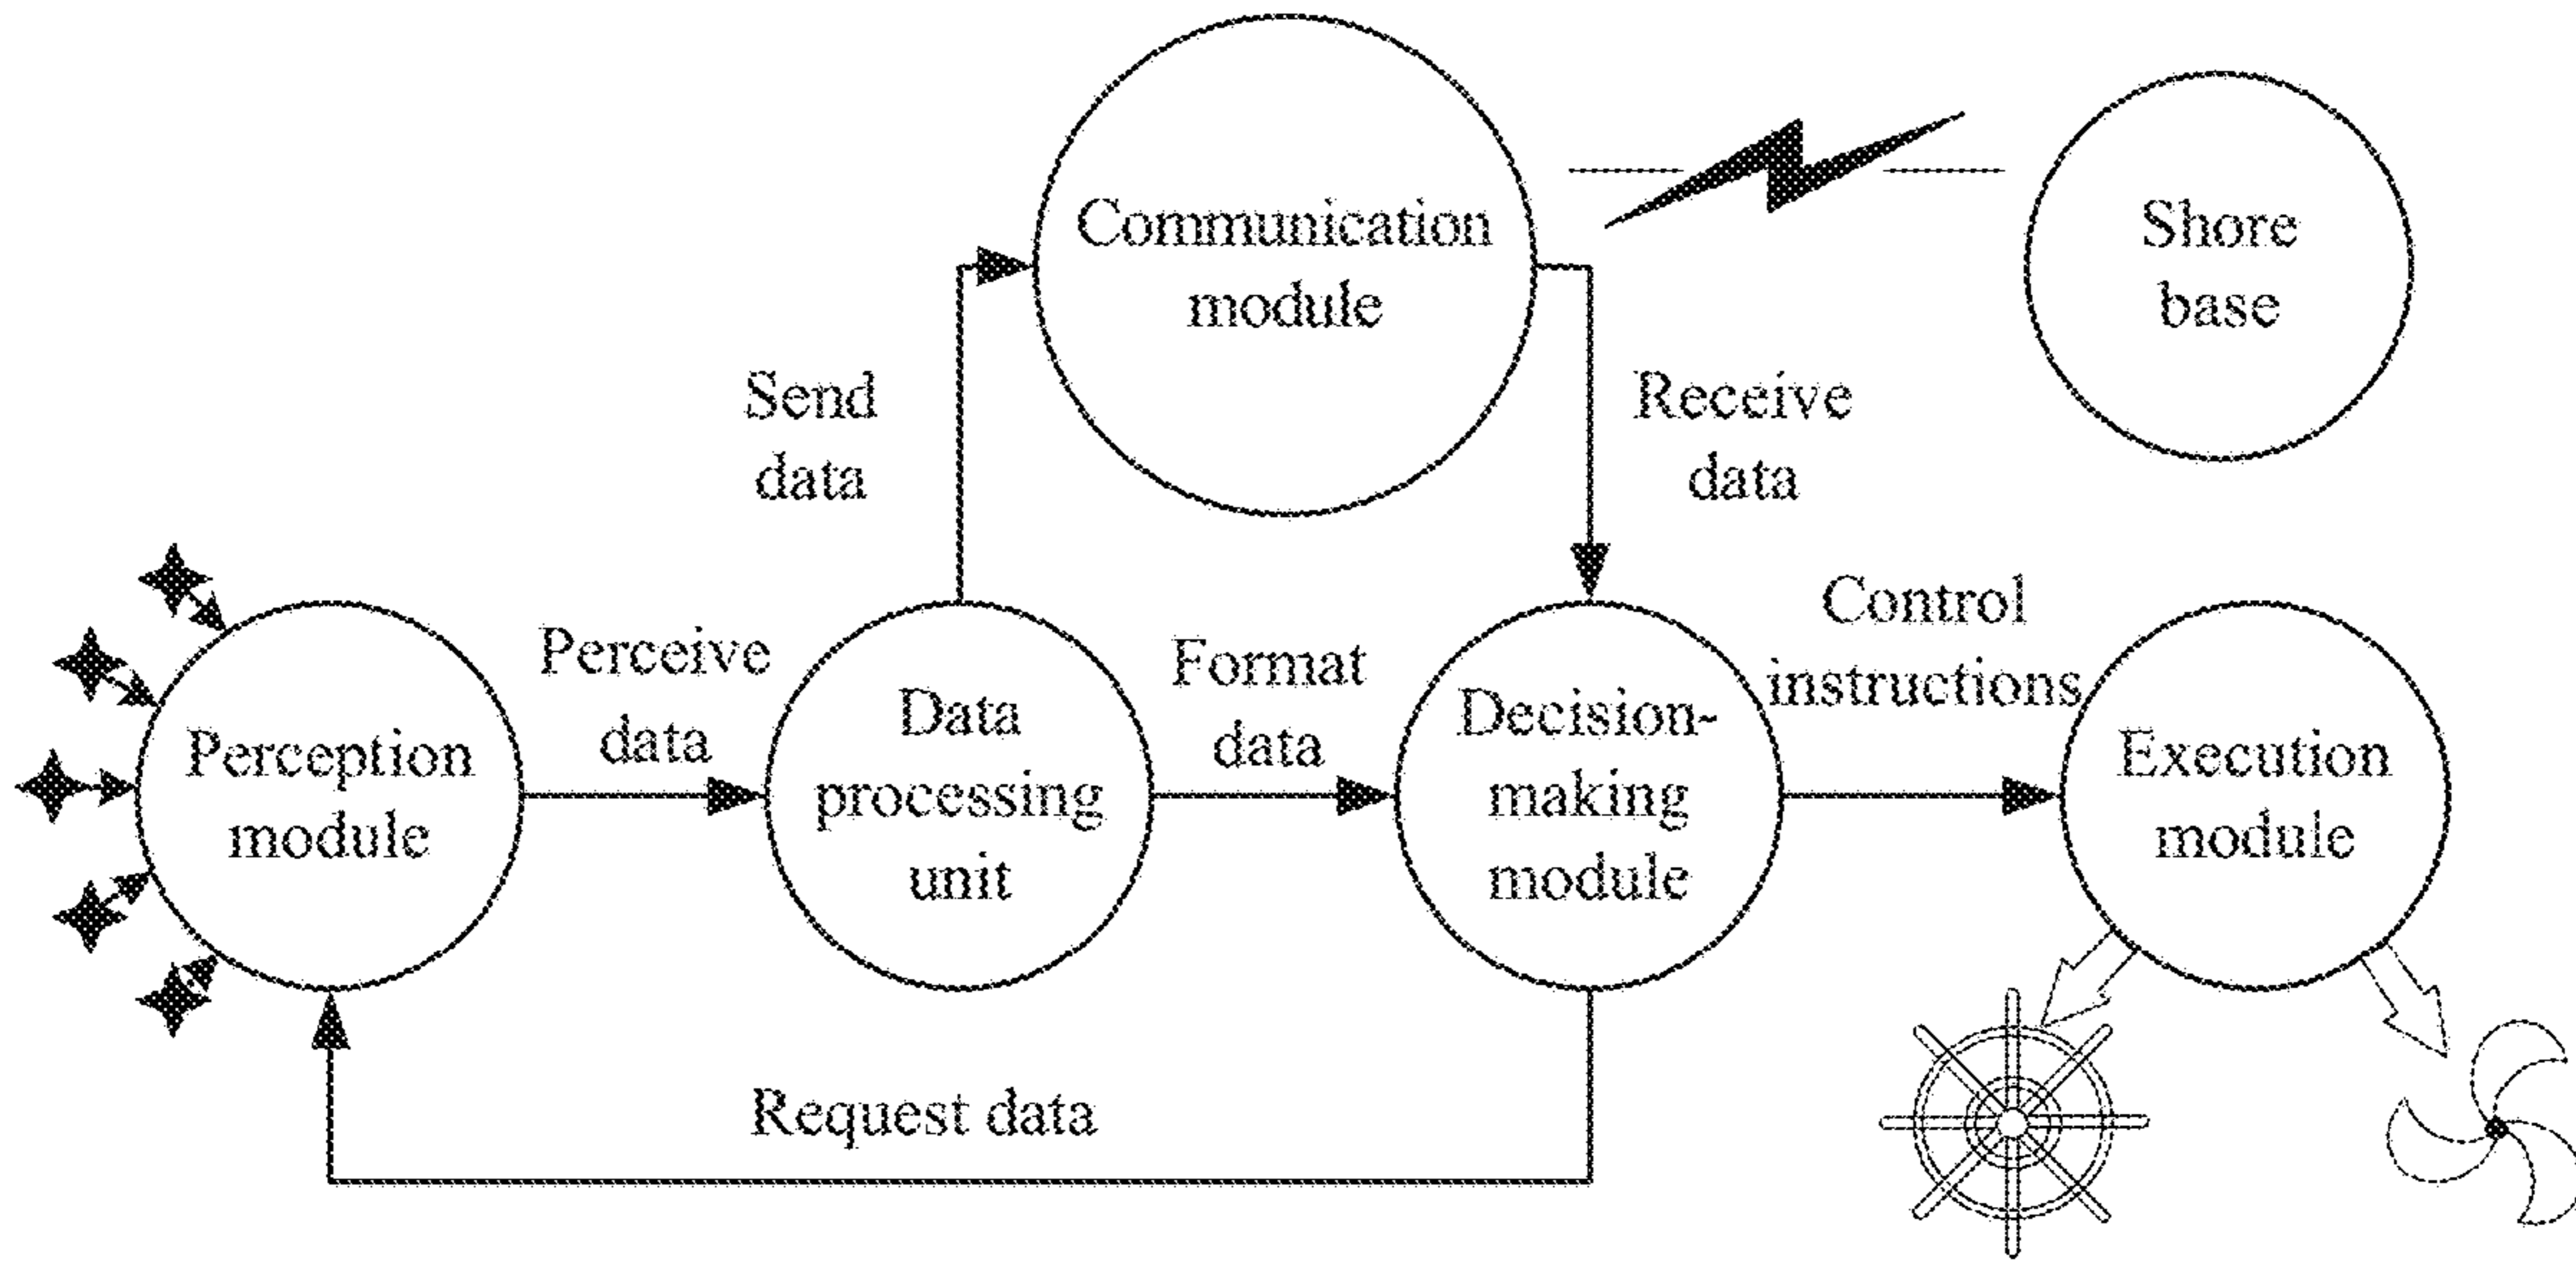 Communication
module
Shore
base
Send
data
Receive
data
Perception
module
Perceive
data
Data
processing
unit
Format
data
Decision-
making
module
Control
instructions
Execution
module
Request data